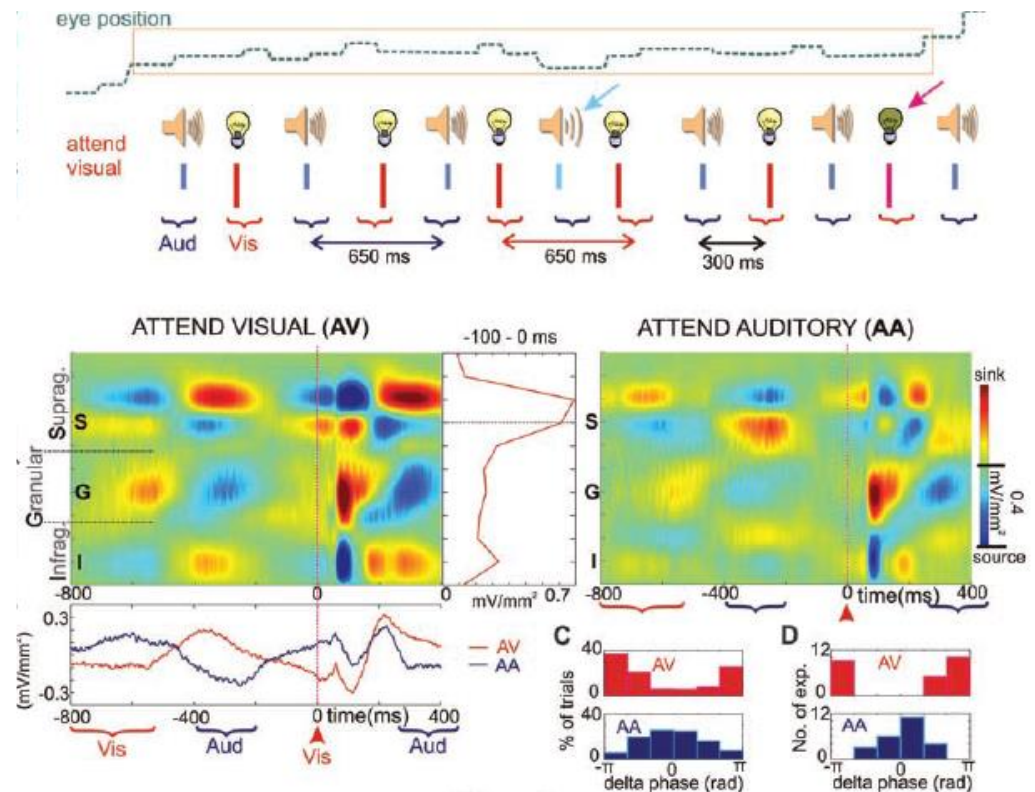 eye position
attend
visual
Aud
Vis
650 ms
650 ms
300 ms
ATTEND VISUAL (AV)
-100 - 0 ms
ATTEND AUDITORY (AA)
Suprag.
Granular
Infrag.
S
G
I
S
G
I
sink
mV/mm²
0.4
source
-800
-400
0
400
0
mV/mm²
0.7
-800
-400
0
time(ms)
400
(mV/mm²)
0.3
-0.3
AV
AA
-800
-400
0
time(ms)
400
Vis
Aud
Vis
Aud
C
% of trials
40
0
AV
40
0
AA
-π
0
π
delta phase (rad)
D
No. of exp.
12
0
AV
12
0
AA
-π
0
π
delta phase (rad)